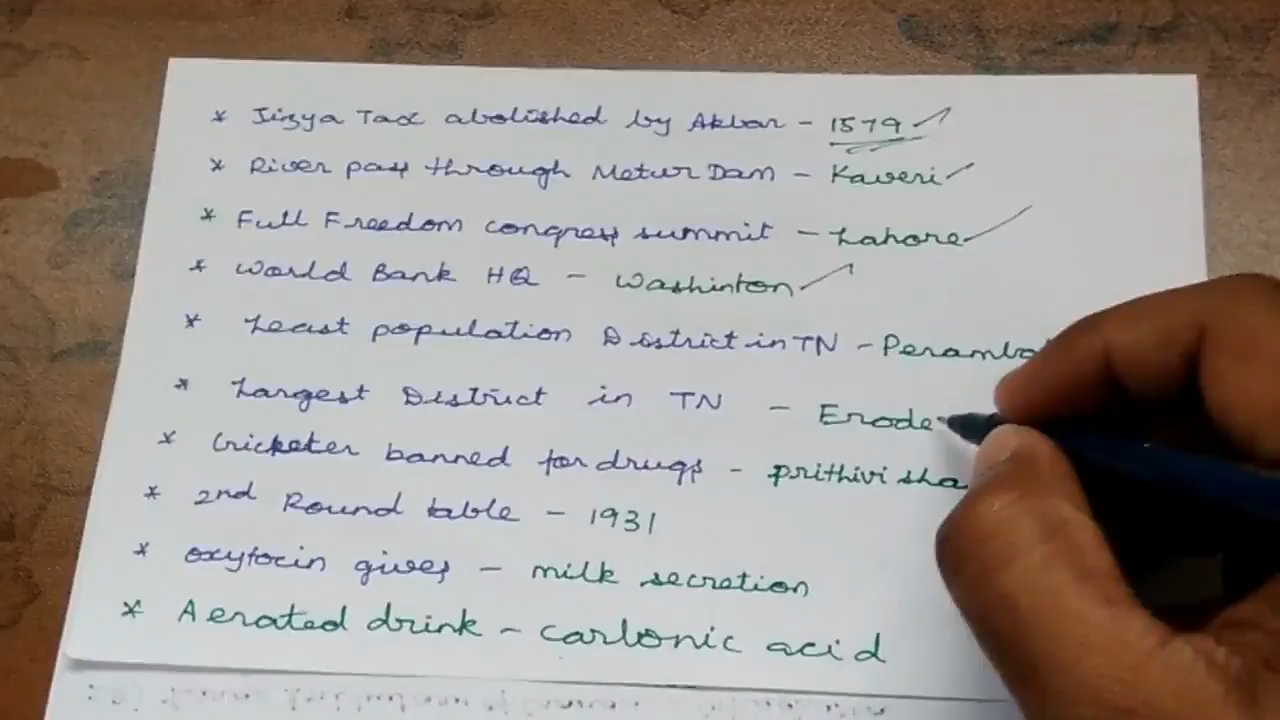 * Jizya Tax abolished by Akbar - 1579
* River pass through Metur Dam - Kaveri
* Full Freedom congress summit - Lahore
* World Bank HQ - Washinton
* Least population District in TN - Peramba
* Largest District in TN - Erode
* Cricketer banned for drugs - prithivi sha
* 2nd Round table - 1931
* oxytocin gives - milk secretion
* Aerated drink - carbonic acid